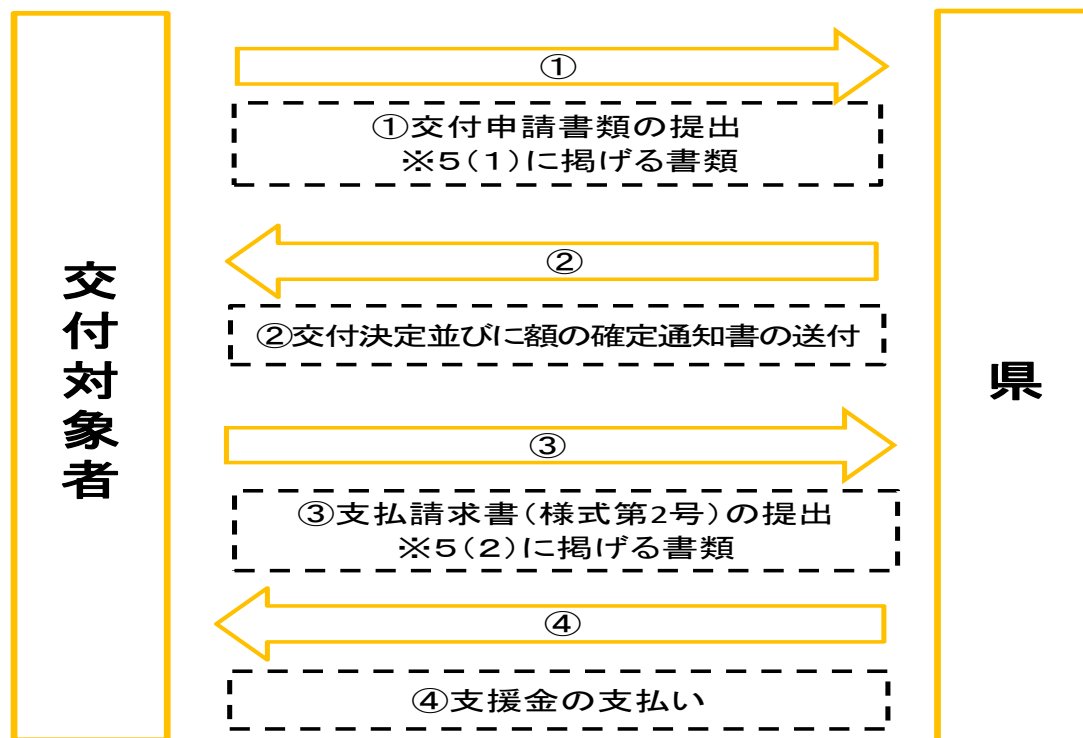 交付対象者
①
①交付申請書類の提出
※5(1)に掲げる書類
②
②交付決定並びに額の確定通知書の送付
③
③支払請求書(様式第2号)の提出
※5(2)に掲げる書類
④
④支援金の支払い
県